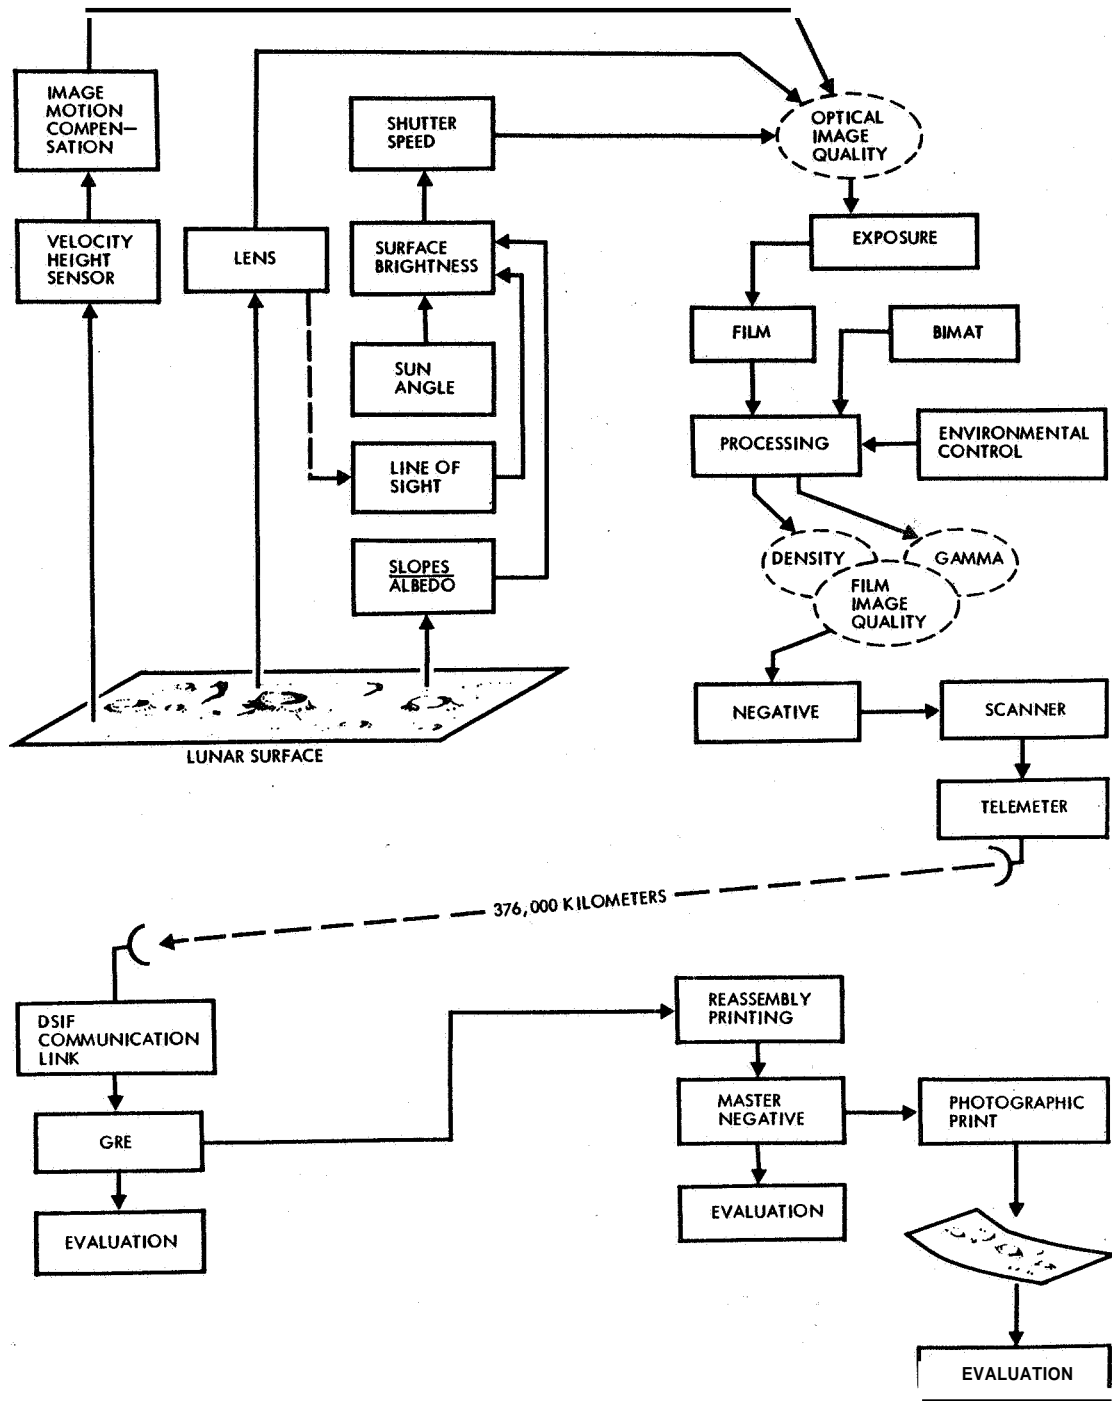 IMAGE
MOTION
COMPEN-
SATION
VELOCITY
HEIGHT
SENSOR
LENS
SHUTTER
SPEED
SURFACE
BRIGHTNESS
SUN
ANGLE
LINE OF
SIGHT
SLOPES
ALBEDO
LUNAR SURFACE
OPTICAL
IMAGE
QUALITY
EXPOSURE
FILM
BIMAT
PROCESSING
ENVIRONMENTAL
CONTROL
DENSITY
GAMMA
FILM
IMAGE
QUALITY
NEGATIVE
SCANNER
TELEMETER
376,000 KILOMETERS
DSIF
COMMUNICATION
LINK
GRE
EVALUATION
REASSEMBLY
PRINTING
MASTER
NEGATIVE
EVALUATION
PHOTOGRAPHIC
PRINT
EVALUATION